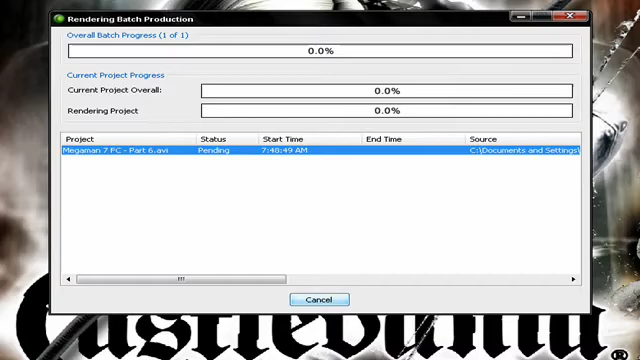 Rendering Batch Production
Overall Batch Progress (1 of 1)
0.0%
Current Project Progress
Current Project Overall:
0.0%
Rendering Project
0.0%
Project Status Start Time End Time Source
Megaman 7 FC - Part 6.avi Pending 7:48:49 AM C:\Documents and Settings\
Cancel
Castlevania